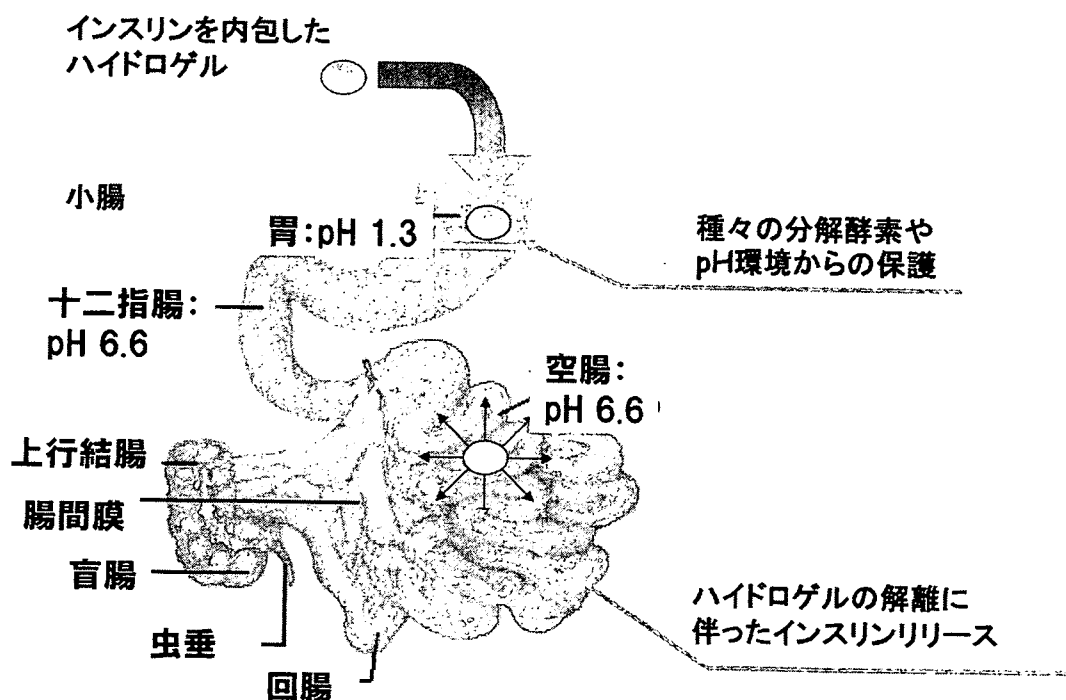 インスリンを内包した
ハイドロゲル
小腸
胃:pH 1.3
種々の分解酵素や
pH環境からの保護
十二指腸:
pH 6.6
空腸:
pH 6.6
上行結腸
腸間膜
盲腸
虫垂
回腸
ハイドロゲルの解離に
伴ったインスリンリリース